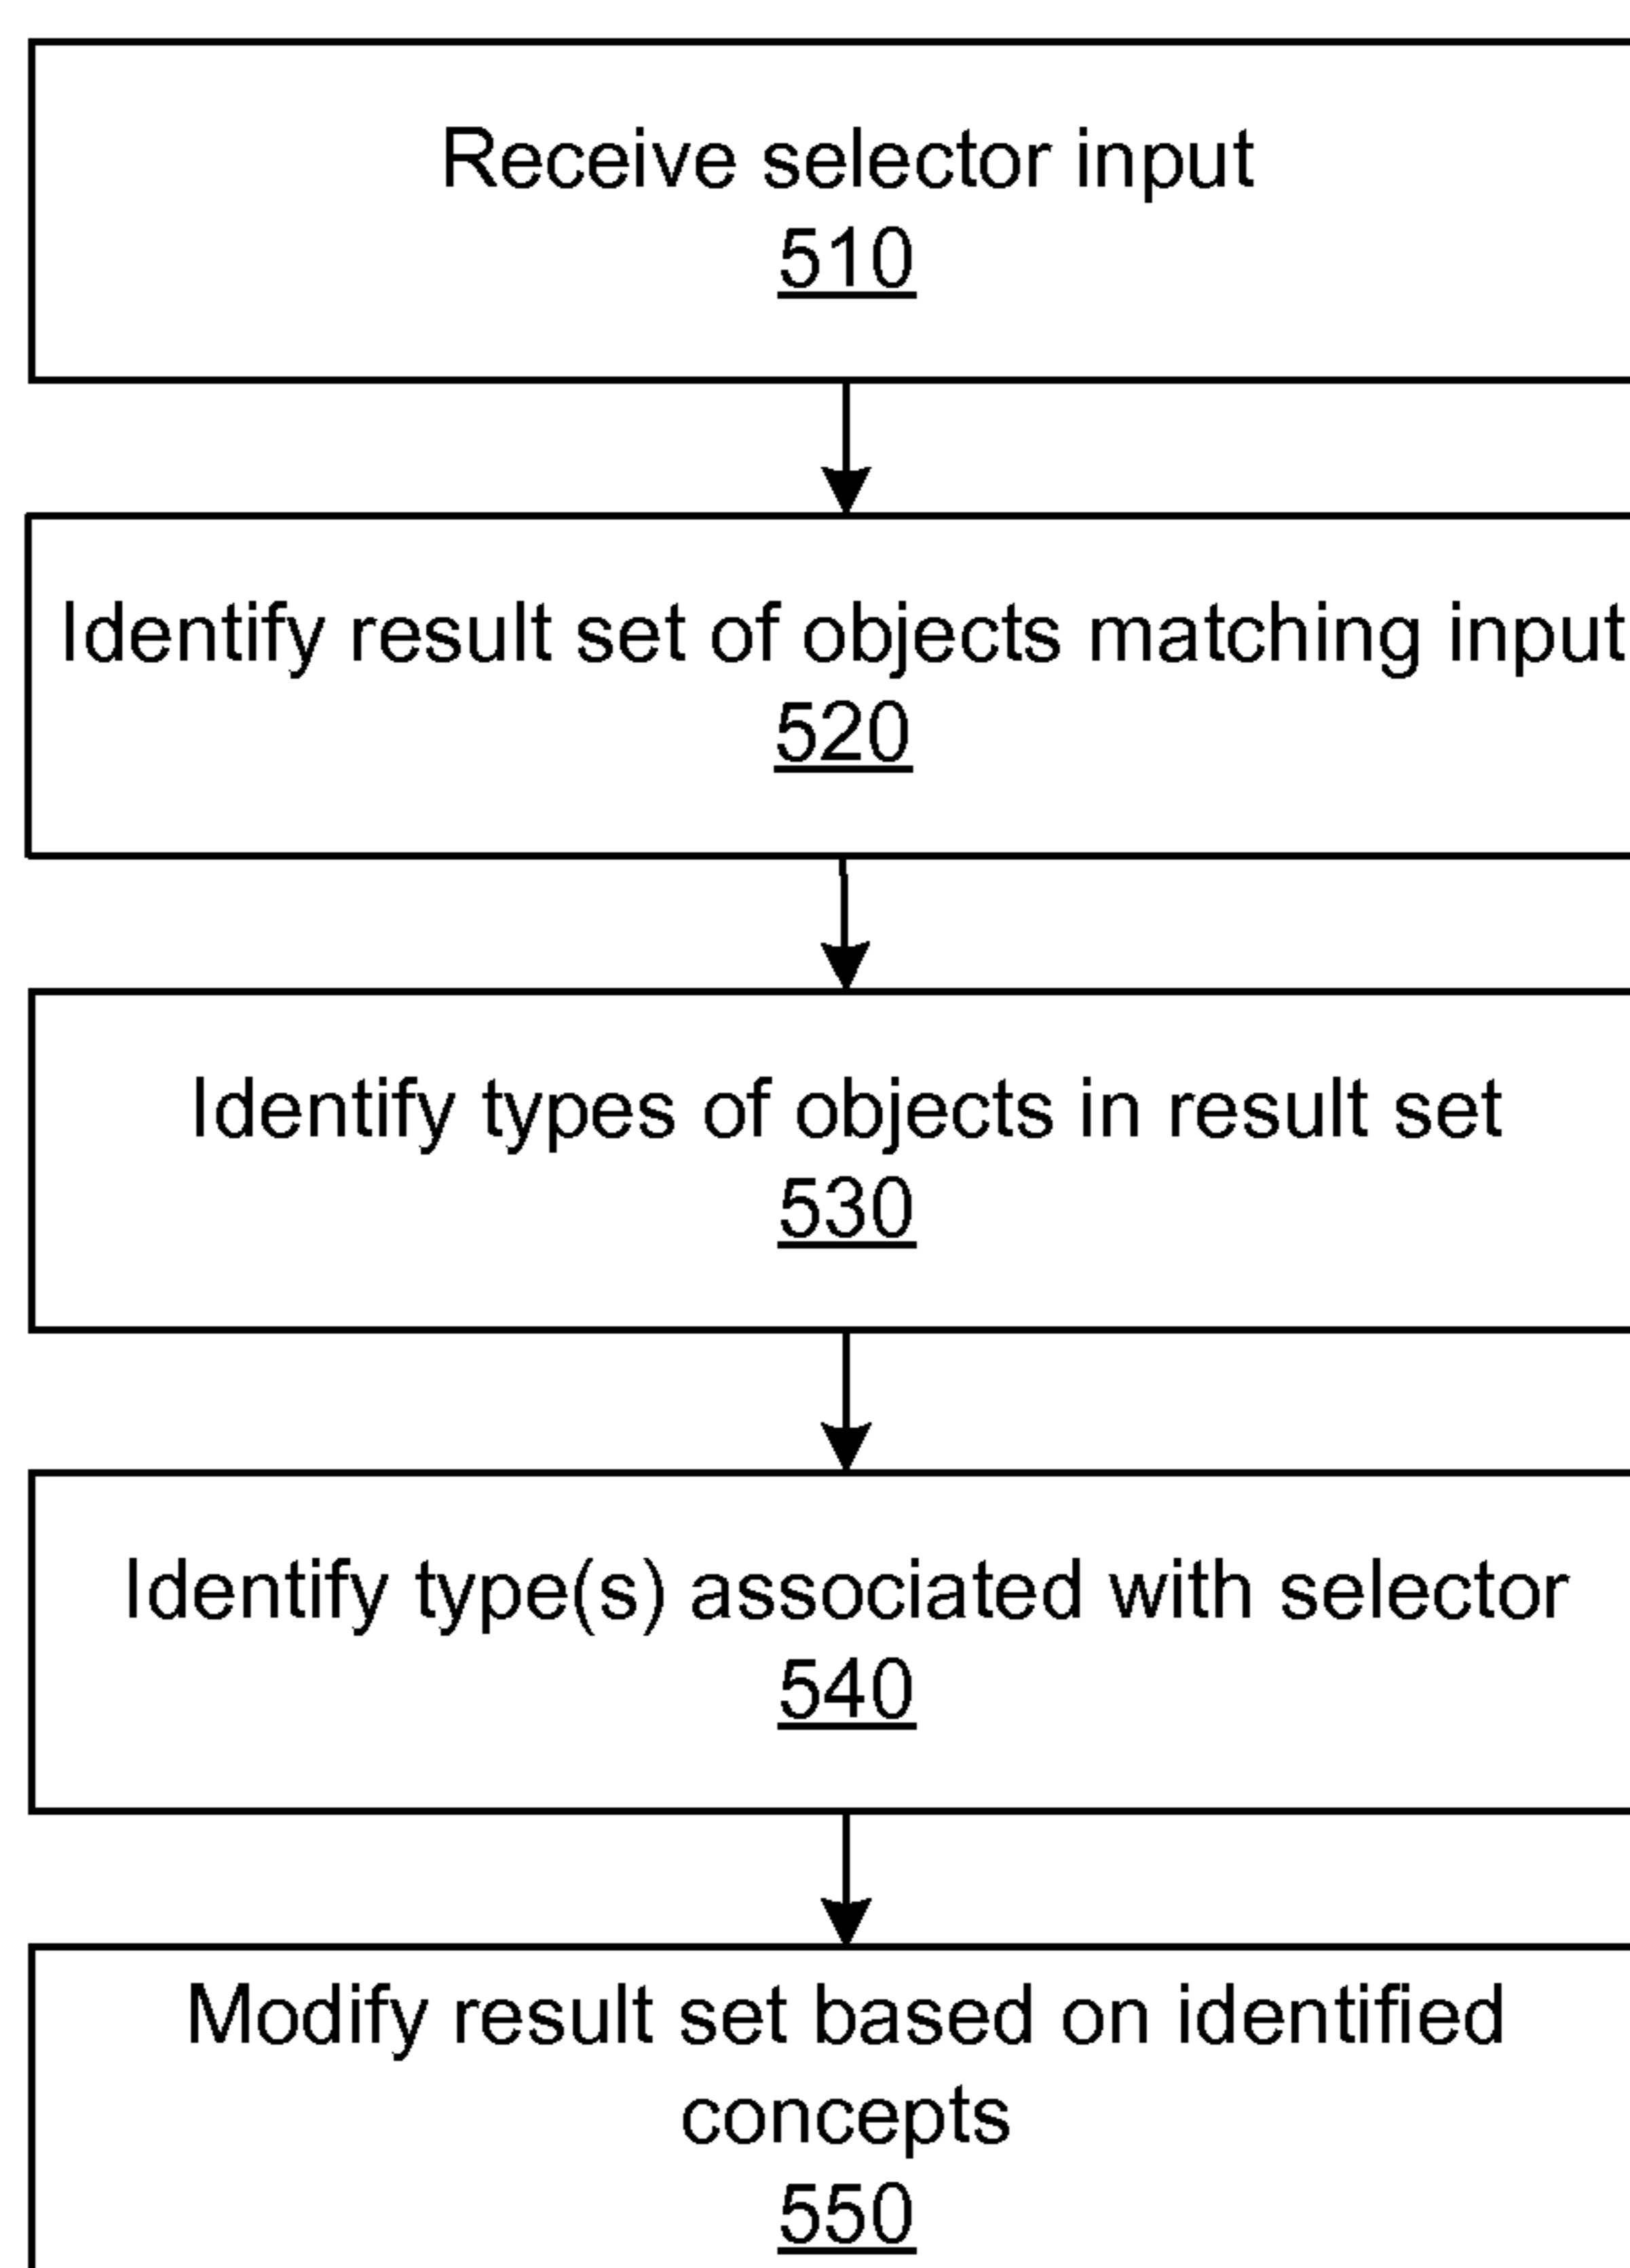 Receive selector input
510
Identify result set of objects matching input
520
Identify types of objects in result set
530
Identify type(s) associated with selector
540
Modify result set based on identified
concepts
550